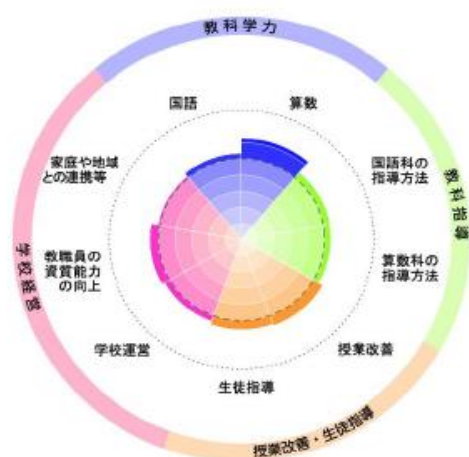 教科学力
国語
算数
家庭や地域
との連携等
国語科の
指導方法
教科指導
教職員の
資質能力
の向上
算数科の
指導方法
学校経営
学校運営
授業改善
生徒指導
授業改善・生徒指導